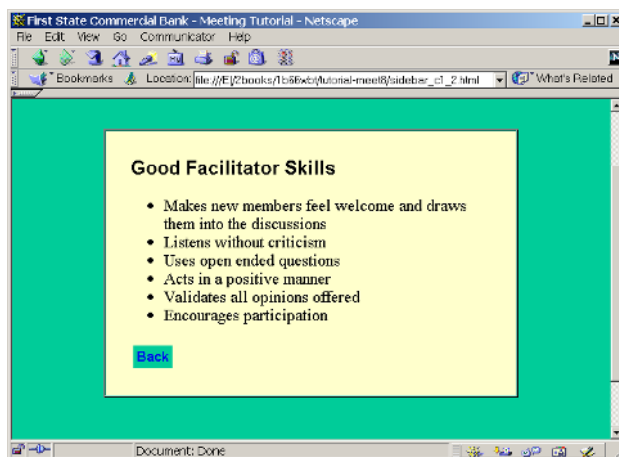 First State Commercial Bank - Meeting Tutorial - Netscape
File Edit View Go Communicator Help
Bookmarks Location: file:///E|/2books/1b66wbt/tutorial-meet8/sidebar_c1_2.html What's Related
Good Facilitator Skills
• Makes new members feel welcome and draws
them into the discussions
• Listens without criticism
• Uses open ended questions
• Acts in a positive manner
• Validates all opinions offered
• Encourages participation
Back
Document: Done